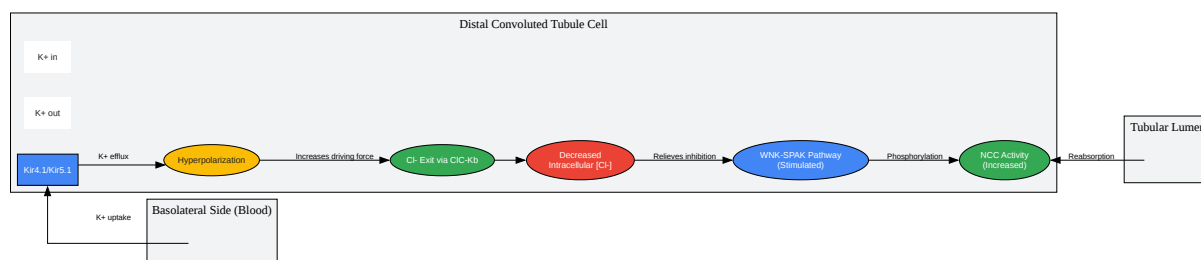 Distal Convoluted Tubule Cell
K+ in
K+ out
Kir4.1/Kir5.1
K+ efflux
Hyperpolarization
Increases driving force
Cl- Exit via ClC-Kb
Decreased
Intracellular [Cl-]
Relieves inhibition
WNK-SPAK Pathway
(Stimulated)
Phosphorylation
NCC Activity
(Increased)
Reabsorption
Tubular Lumen
K+ uptake
Basolateral Side (Blood)